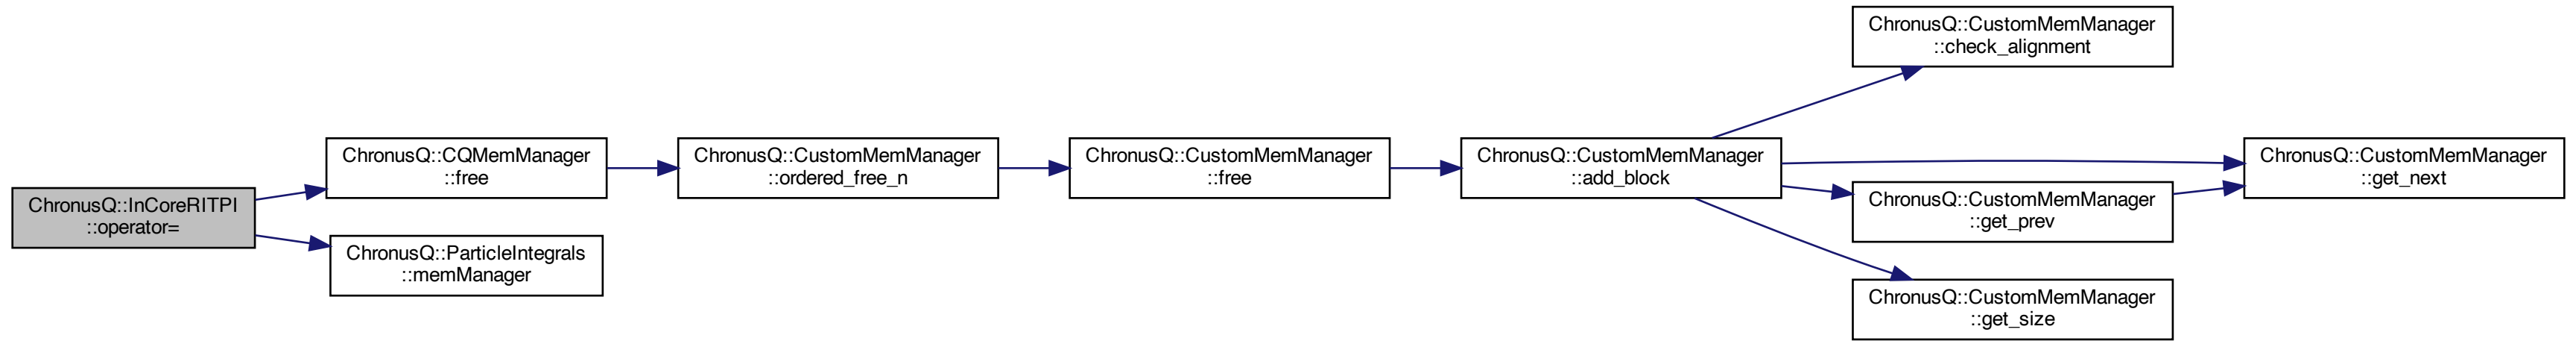 ChronusQ::InCoreRITPI
::operator=
ChronusQ::CQMemManager
::free
ChronusQ::ParticleIntegrals
::memManager
ChronusQ::CustomMemManager
::ordered_free_n
ChronusQ::CustomMemManager
::free
ChronusQ::CustomMemManager
::add_block
ChronusQ::CustomMemManager
::check_alignment
ChronusQ::CustomMemManager
::get_prev
ChronusQ::CustomMemManager
::get_size
ChronusQ::CustomMemManager
::get_next